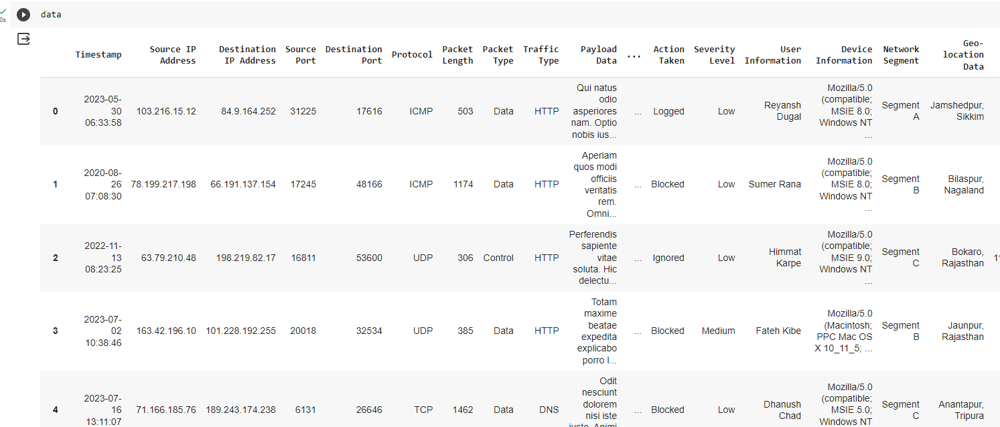 0s
data
Timestamp Source IP Address Destination IP Address Source Port Destination Port Protocol Packet Length Packet Type Traffic Type Payload Data ... Action Taken Severity Level User Information Device Information Network Segment Geo-location Data
0 2023-05-30 06:33:58 103.216.15.12 84.9.164.252 31225 17616 ICMP 503 Data HTTP Qui natus odio asperiores nam. Optio nobis ius... ... Logged Low Reyansh Dugal Mozilla/5.0 (compatible; MSIE 8.0; Windows NT ... Segment A Jamshedpur, Sikkim
1 2020-08-26 07:08:30 78.199.217.198 66.191.137.154 17245 48166 ICMP 1174 Data HTTP Aperiam quos modi officiis veritatis rem. Omni... ... Blocked Low Sumer Rana Mozilla/5.0 (compatible; MSIE 8.0; Windows NT ... Segment B Bilaspur, Nagaland
2 2022-11-13 08:23:25 63.79.210.48 198.219.82.17 16811 53600 UDP 306 Control HTTP Perferendis sapiente vitae soluta. Hic delectu... ... Ignored Low Himmat Karpe Mozilla/5.0 (compatible; MSIE 9.0; Windows NT ... Segment C Bokaro, Rajasthan
3 2023-07-02 10:38:46 163.42.196.10 101.228.192.255 20018 32534 UDP 385 Data HTTP Totam maxime beatae expedita explicabo porro l... ... Blocked Medium Fateh Kibe Mozilla/5.0 (Macintosh; PPC Mac OS X 10_11_5; ... Segment B Jaunpur, Rajasthan
4 2023-07-16 13:11:07 71.166.185.76 189.243.174.238 6131 26646 TCP 1462 Data DNS Odit nesciunt dolorem nisi iste iusto. Animi ... Blocked Low Dhanush Chad Mozilla/5.0 (compatible; MSIE 5.0; Windows NT Segment C Anantapur, Tripura